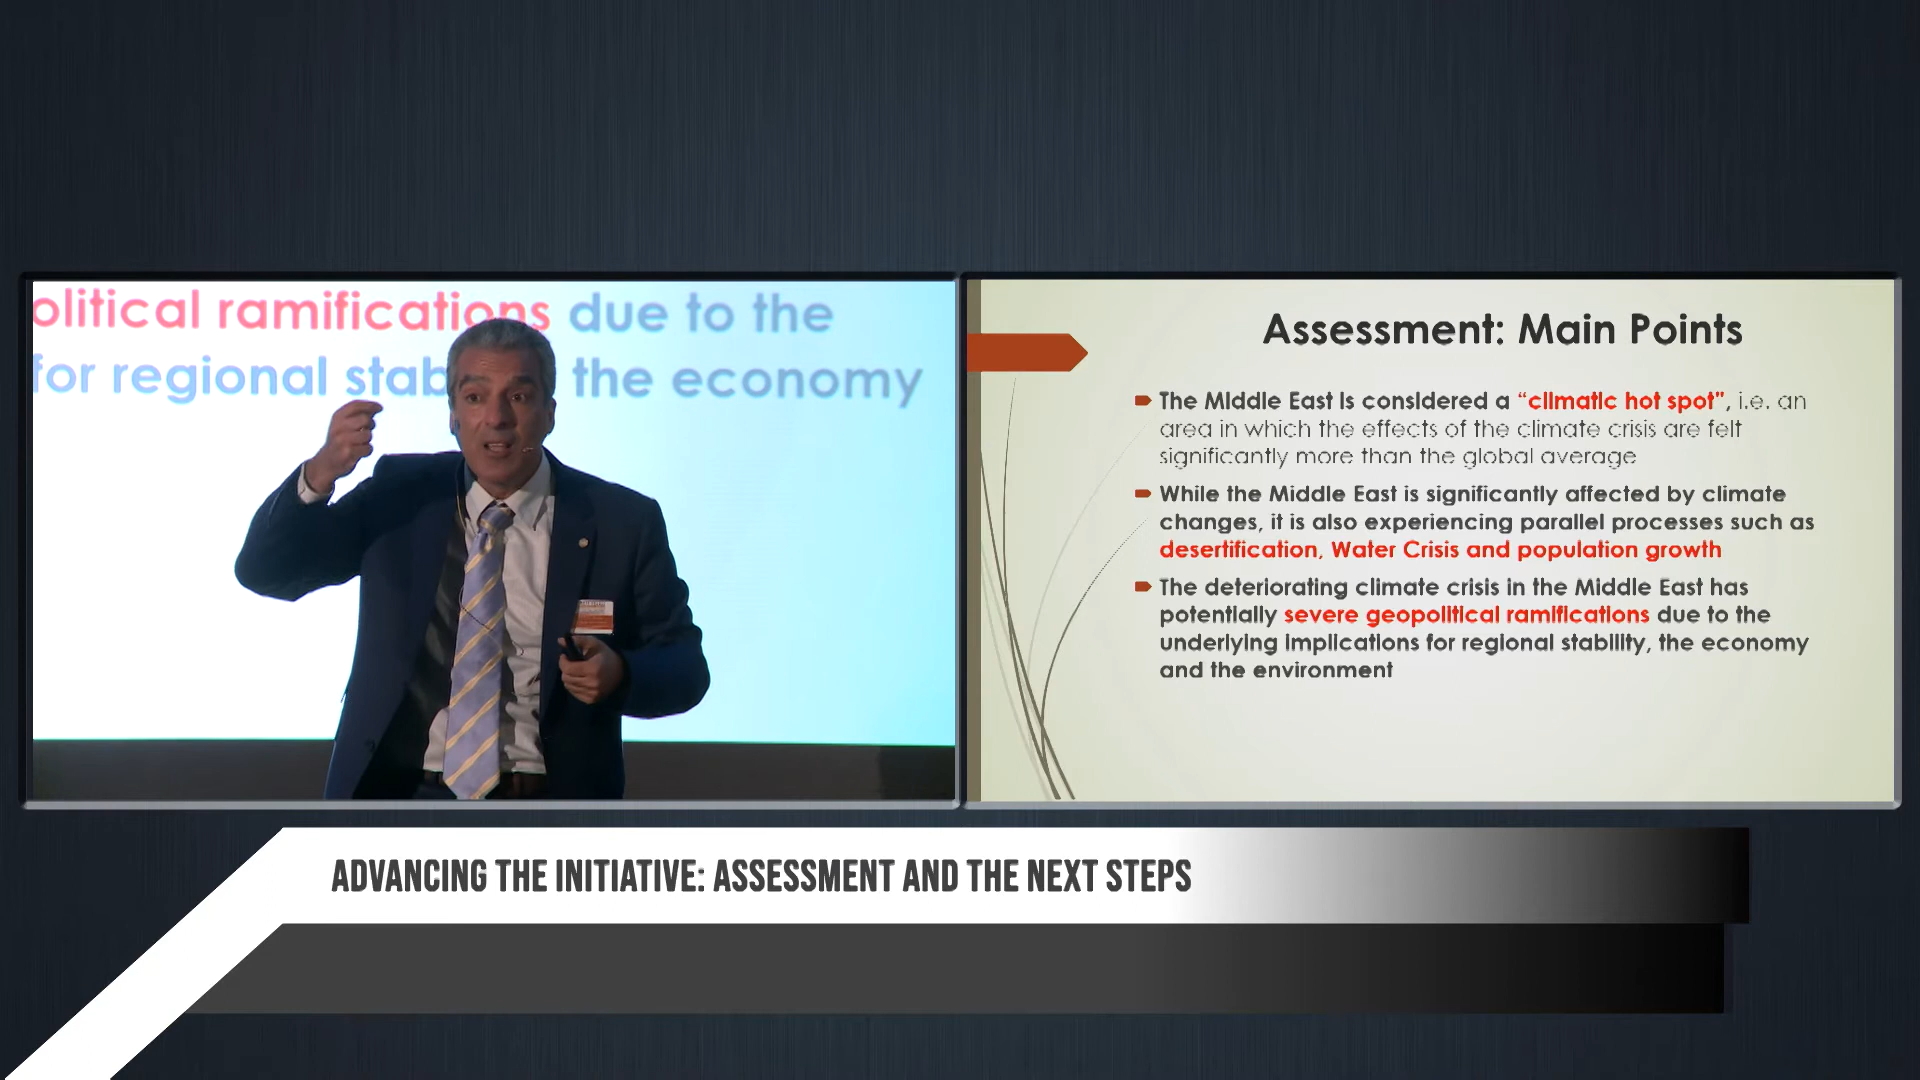 olitical ramifications due to the
for regional stab the economy
Assessment: Main Points
The Middle East is considered a “climatic hot spot”, i.e. an
area in which the effects of the climate crisis are felt
significantly more than the global average
While the Middle East is significantly affected by climate
changes, it is also experiencing parallel processes such as
desertification, Water Crisis and population growth
The deteriorating climate crisis in the Middle East has
potentially severe geopolitical ramifications due to the
underlying implications for regional stability, the economy
and the environment
ADVANCING THE INITIATIVE: ASSESSMENT AND THE NEXT STEPS